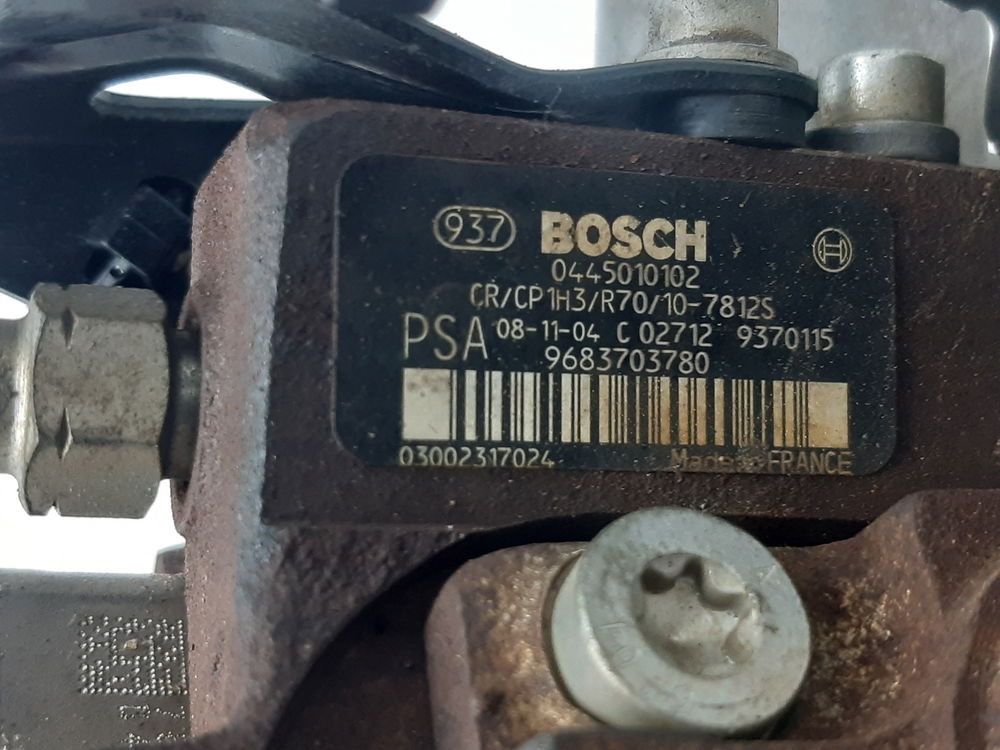 937 BOSCH
0445010102
CR/CP1H3/R70/10-7812S
PSA 08-11-04 C 02712 9370115
9683703780
03002317024 Made in FRANCE